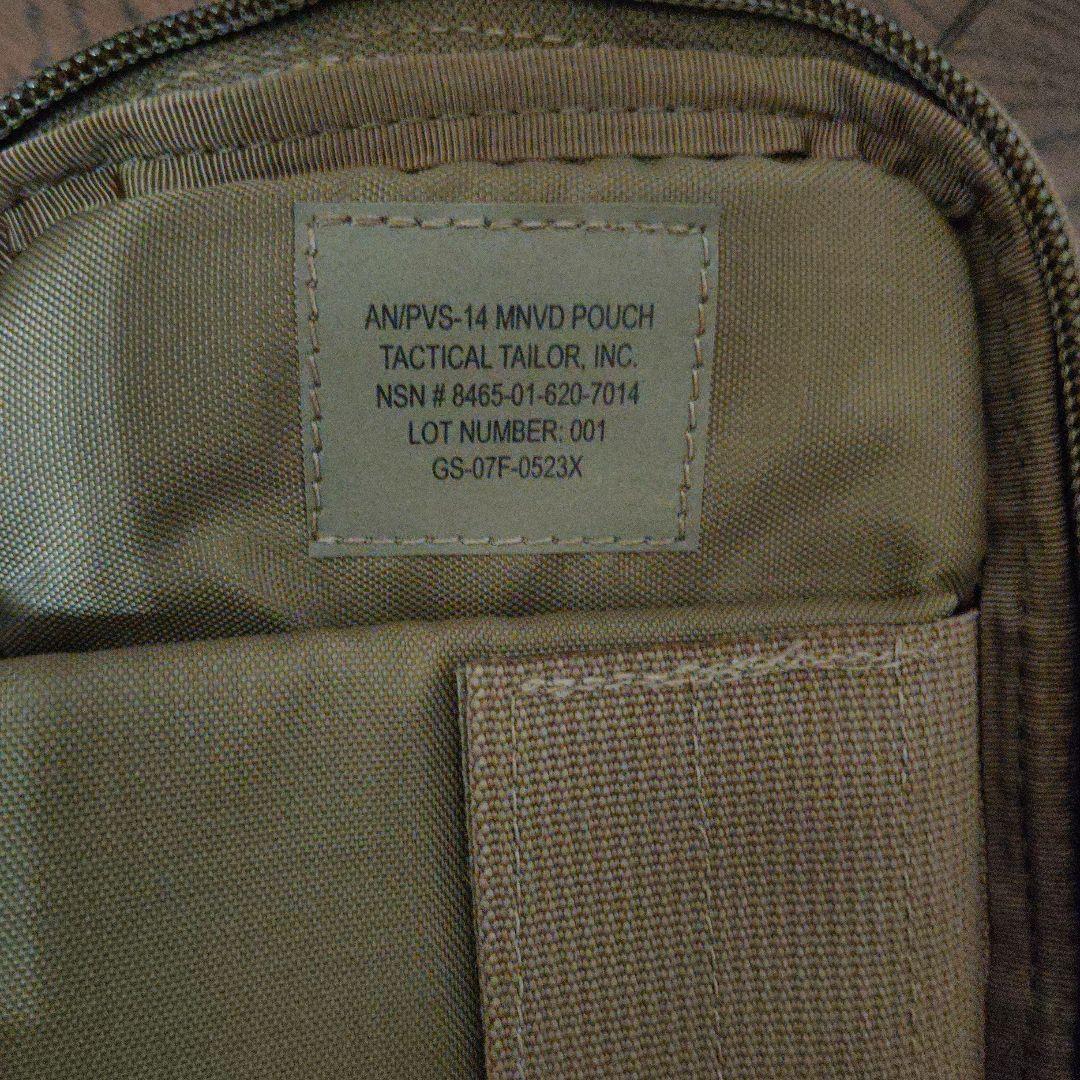 AN/PVS-14 MNVD POUCH
TACTICAL TAILOR, INC.
NSN # 8465-01-620-7014
LOT NUMBER: 001
GS-07F-0523X